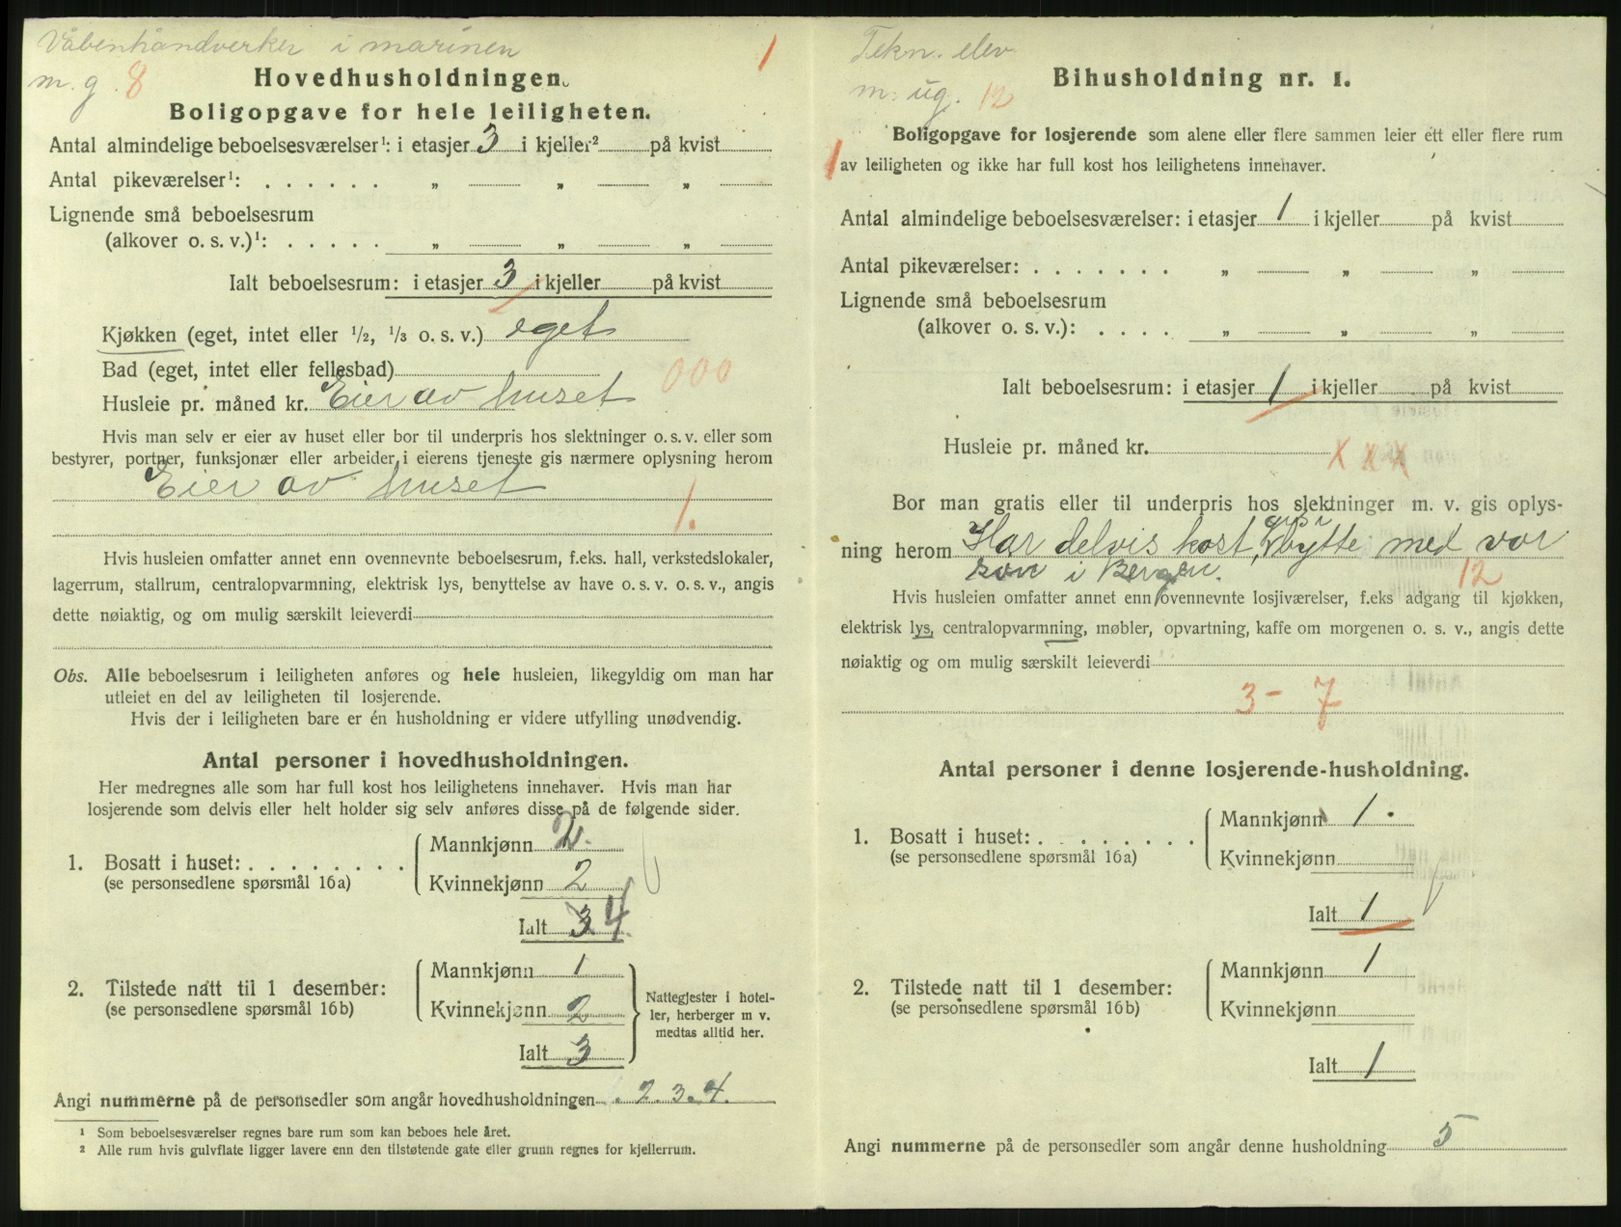 Våbenhåndverker i marinen
m. g. 8
1
Hovedhusholdningen.
Boligopgave for hele leiligheten.
Antal almindelige beboelsesværelser¹: i etasjer 3 i kjeller² på kvist
Antal pikeværelser¹: . . . . . . „ „ „
Lignende små beboelsesrum
(alkover o. s. v.)¹: . . . . . „ „ „
Ialt beboelsesrum: i etasjer 3 i kjeller på kvist
Kjøkken (eget, intet eller ¹/2, ¹/3 o. s. v.) eget
Bad (eget, intet eller fellesbad) 000
Husleie pr. måned kr. Eier av huset
Hvis man selv er eier av huset eller bor til underpris hos slektninger o. s. v. eller som
bestyrer, portner, funksjonær eller arbeider i eierens tjeneste gis nærmere oplysning herom
Eier av huset
1.
Hvis husleien omfatter annet enn ovennevnte beboelsesrum, f.eks. hall, verkstedslokaler,
lagerrum, stallrum, centralopvarmning, elektrisk lys, benyttelse av have o. s. v. o. s. v., angis
dette nøiaktig, og om mulig særskilt leieverdi
Obs. Alle beboelsesrum i leiligheten anføres og hele husleien, likegyldig om man har
utleiet en del av leiligheten til losjerende.
Hvis der i leiligheten bare er én husholdning er videre utfylling unødvendig.
Antal personer i hovedhusholdningen.
Her medregnes alle som har full kost hos leilighetens innehaver. Hvis man har
losjerende som delvis eller helt holder sig selv anføres disse på de følgende sider.
1. Bosatt i huset: . . . . . . . .
(se personsedlene spørsmål 16a)
Mannkjønn 2.
Kvinnekjønn 2
Ialt 3 4.
2. Tilstede natt til 1 desember:
(se personsedlene spørsmål 16b)
Mannkjønn 1
Kvinnekjønn 2
Ialt 3
Nattegjester i hotel-
ler, herberger m v.
medtas alltid her.
Angi nummerne på de personsedler som angår hovedhusholdningen . 2. 3. 4.
¹ Som beboelsesværelser regnes bare rum som kan beboes hele året.
² Alle rum hvis gulvflate ligger lavere enn den tilstøtende gate eller grunn regnes for kjellerrum.
Tekn. elev
m. ug. 12
Bihusholdning nr. 1.
1
Boligopgave for losjerende som alene eller flere sammen leier ett eller flere rum
av leiligheten og ikke har full kost hos leilighetens innehaver.
Antal almindelige beboelsesværelser: i etasjer 1 i kjeller på kvist
Antal pikeværelser: . . . . . . . „ „ „
Lignende små beboelsesrum
(alkover o. s. v.): . . . . „ „ „
Ialt beboelsesrum: i etasjer 1 i kjeller på kvist
Husleie pr. måned kr. X X X
Bor man gratis eller til underpris hos slektninger m. v. gis oplys-
ning herom Har delvis kost, bytte med vor
søn i Bergen. 12
Hvis husleien omfatter annet enn ovennevnte losjiværelser, f.eks adgang til kjøkken,
elektrisk lys, centralopvarmning, møbler, opvartning, kaffe om morgenen o. s. v., angis dette
nøiaktig og om mulig særskilt leieverdi
3 - 7
Antal personer i denne losjerende-husholdning.
1. Bosatt i huset: . . . . . . . .
(se personsedlene spørsmål 16a)
Mannkjønn 1 .
Kvinnekjønn
Ialt 1
2. Tilstede natt til 1 desember:
(se personsedlene spørsmål 16b)
Mannkjønn 1
Kvinnekjønn
Ialt 1
Angi nummerne på de personsedler som angår denne husholdning 5